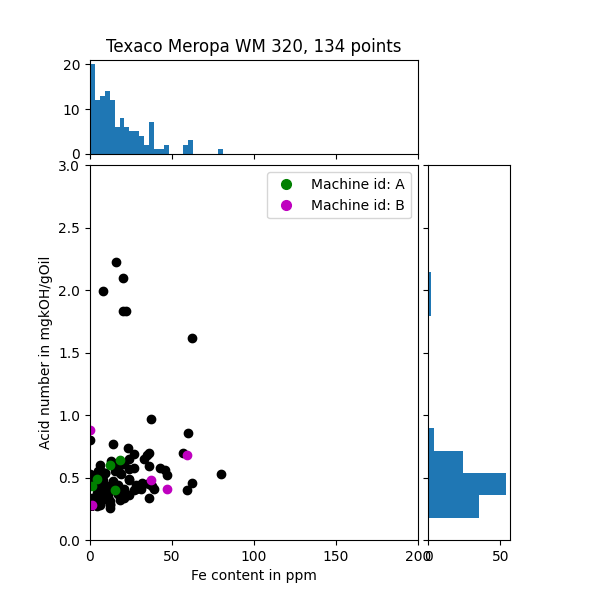 Texaco Meropa WM 320, 134 points
20
10
0
3.0
2.5
2.0
1.5
1.0
0.5
0.0
Acid number in mgkOH/gOil
Machine id: A
Machine id: B
0 50 100 150 200
0 50
Fe content in ppm